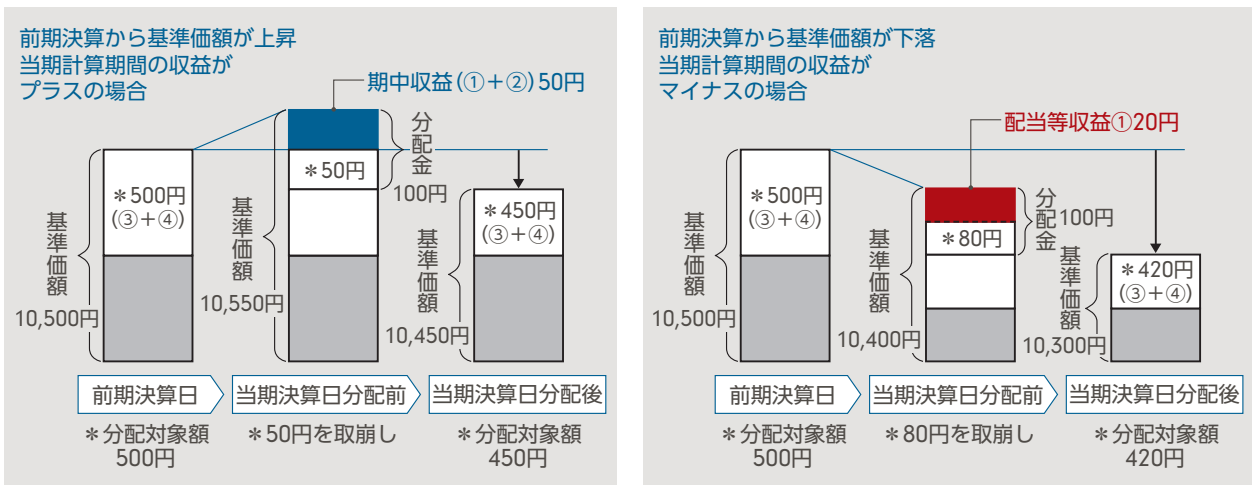 前期決算から基準価額が上昇
当期計算期間の収益が
プラスの場合
期中収益(①+②)50円
分配金
100円
*500円
(③+④)
*50円
*450円
(③+④)
基準価額
10,500円
基準価額
10,550円
基準価額
10,450円
前期決算日
当期決算日分配前
当期決算日分配後
*分配対象額
500円
*50円を取崩し
*分配対象額
450円
前期決算から基準価額が下落
当期計算期間の収益が
マイナスの場合
配当等収益①20円
分配金
100円
*500円
(③+④)
*80円
*420円
(③+④)
基準価額
10,500円
基準価額
10,400円
基準価額
10,300円
前期決算日
当期決算日分配前
当期決算日分配後
*分配対象額
500円
*80円を取崩し
*分配対象額
420円